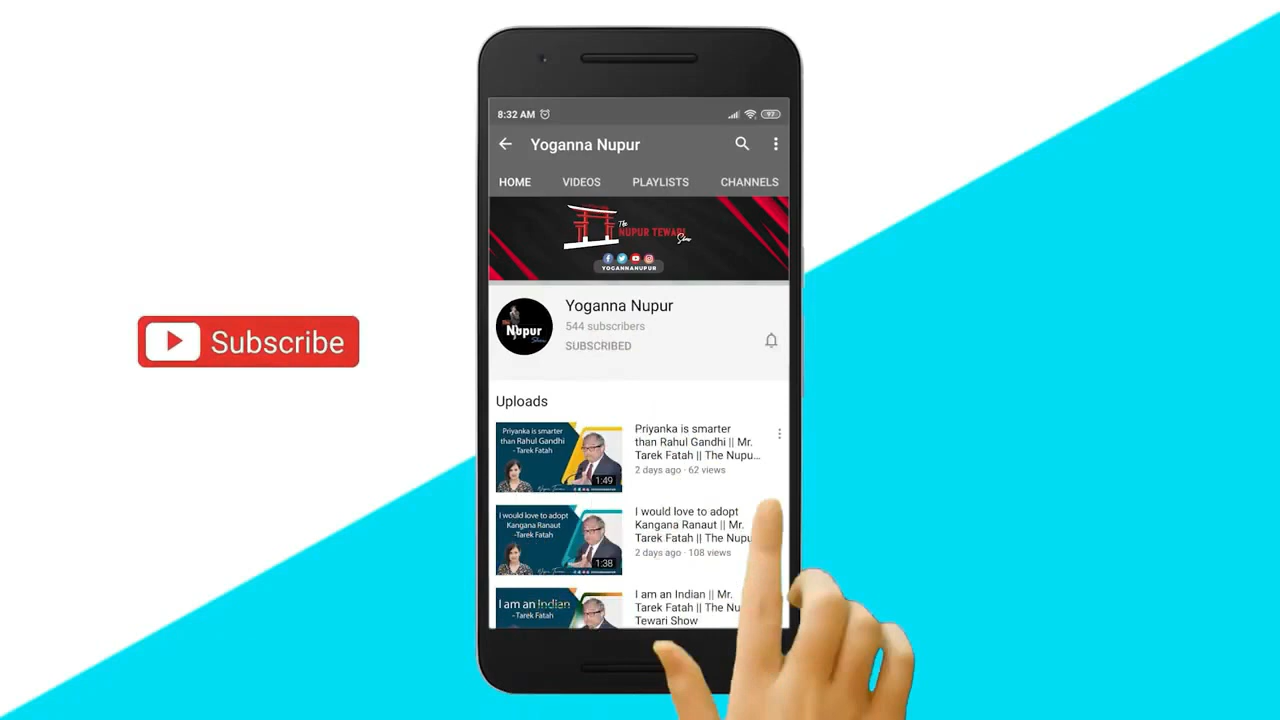 8:32 AM
97
Yoganna Nupur
HOME VIDEOS PLAYLISTS CHANNELS
The
NUPUR TEWARI
Show
YOGANNANUPUR
Subscribe
Nupur
Show
Yoganna Nupur
544 subscribers
SUBSCRIBED
Uploads
Priyanka is smarter
than Rahul Gandhi
- Tarek Fatah
1:49
Priyanka is smarter
than Rahul Gandhi || Mr.
Tarek Fatah || The Nupu...
2 days ago · 62 views
I would love to adopt
Kangana Ranaut
-Tarek Fatah
1:38
I would love to adopt
Kangana Ranaut || Mr.
Tarek Fatah || The Nupu
2 days ago · 108 views
I am an Indian
- Tarek Fatah
I am an Indian || Mr.
Tarek Fatah || The Nu
Tewari Show